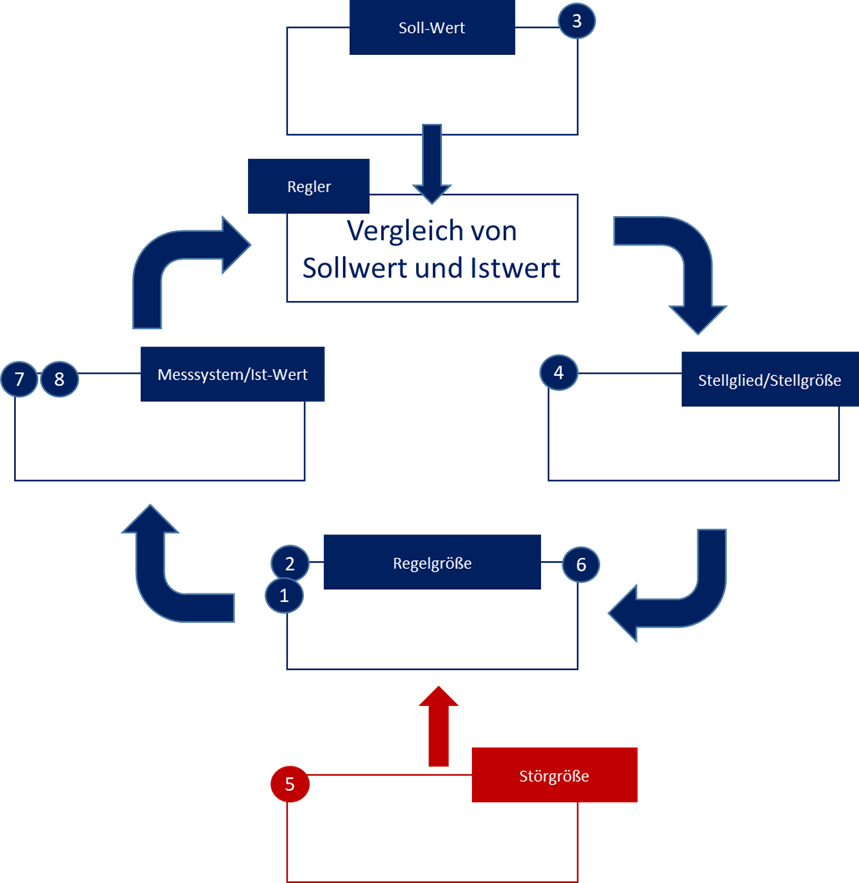 Soll-Wert
3
Regler
Vergleich von
Sollwert und Istwert
7
8
Messsystem/Ist-Wert
4
Stellglied/Stellgröße
2
1
Regelgröße
6
5
Störgröße